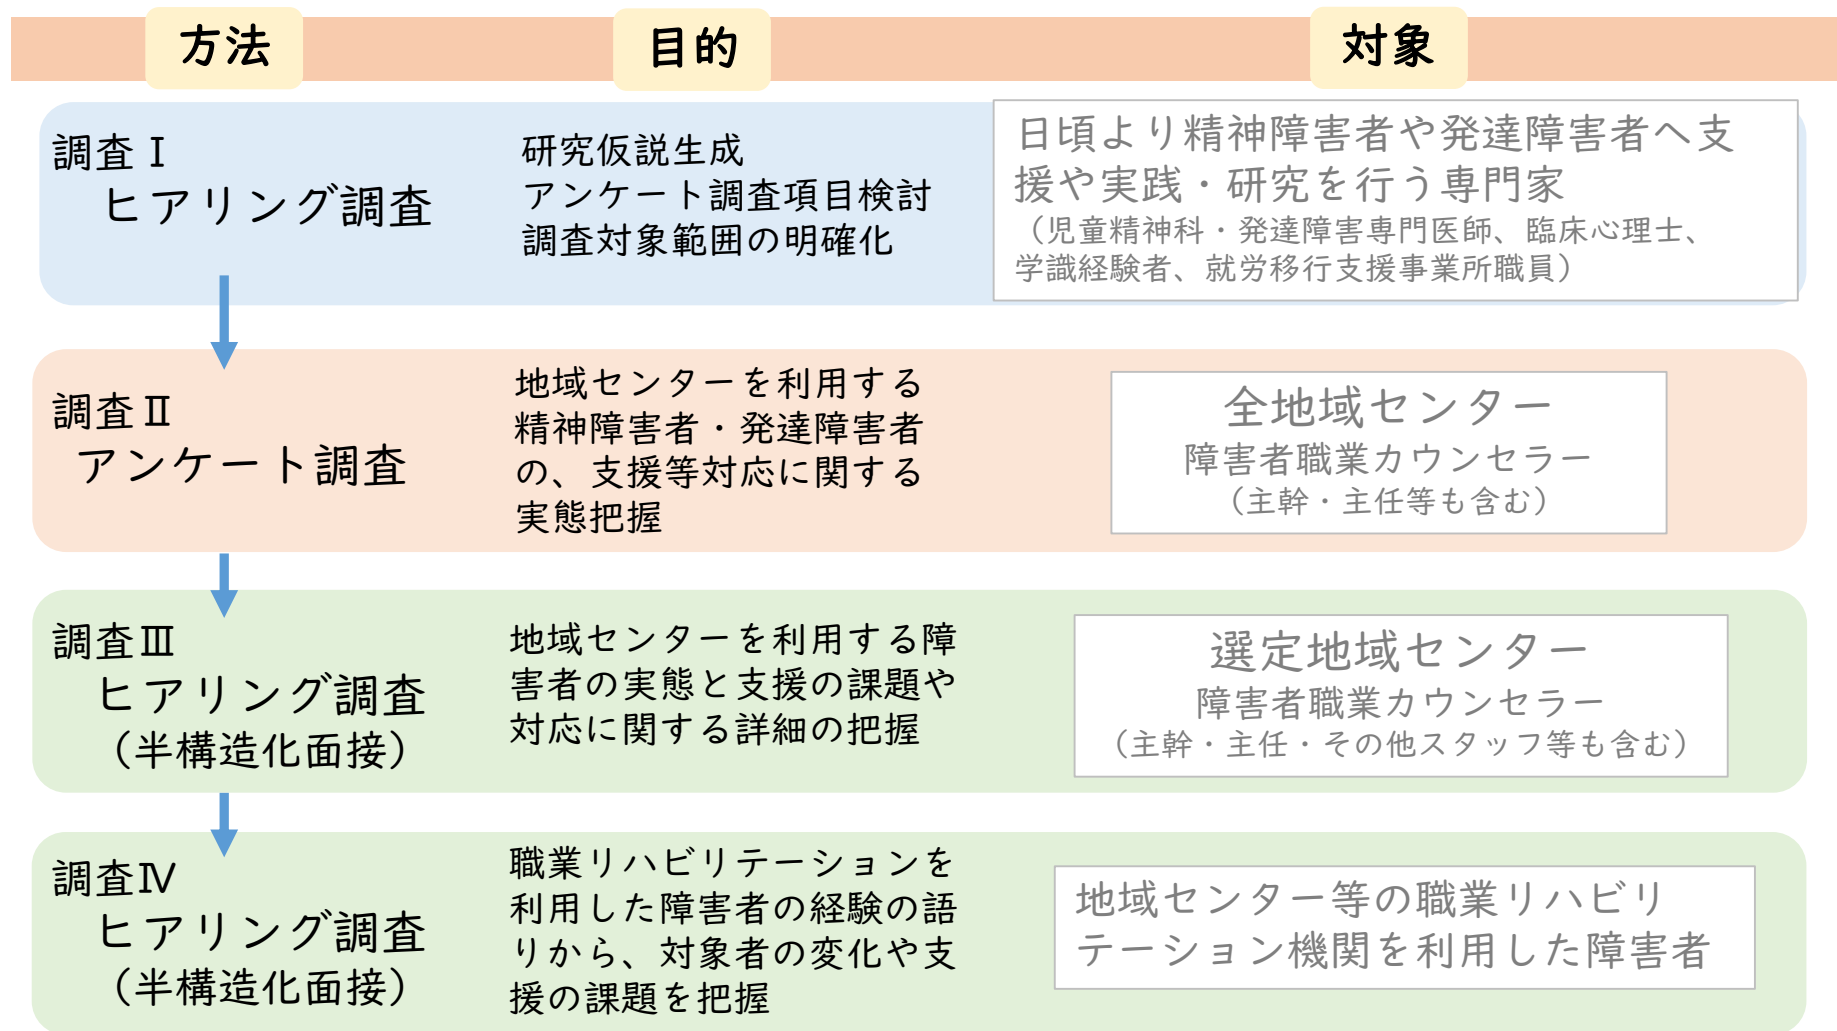 方法
目的
対象
調査Ⅰ
ヒアリング調査
研究仮説生成
アンケート調査項目検討
調査対象範囲の明確化
日頃より精神障害者や発達障害者へ支
援や実践・研究を行う専門家
（児童精神科・発達障害専門医師、臨床心理士、
学識経験者、就労移行支援事業所職員）
調査Ⅱ
アンケート調査
地域センターを利用する
精神障害者・発達障害者
の、支援等対応に関する
実態把握
全地域センター
障害者職業カウンセラー
（主幹・主任等も含む）
調査Ⅲ
ヒアリング調査
（半構造化面接）
地域センターを利用する障
害者の実態と支援の課題や
対応に関する詳細の把握
選定地域センター
障害者職業カウンセラー
（主幹・主任・その他スタッフ等も含む）
調査Ⅳ
ヒアリング調査
（半構造化面接）
職業リハビリテーションを
利用した障害者の経験の語
りから、対象者の変化や支
援の課題を把握
地域センター等の職業リハビリ
テーション機関を利用した障害者